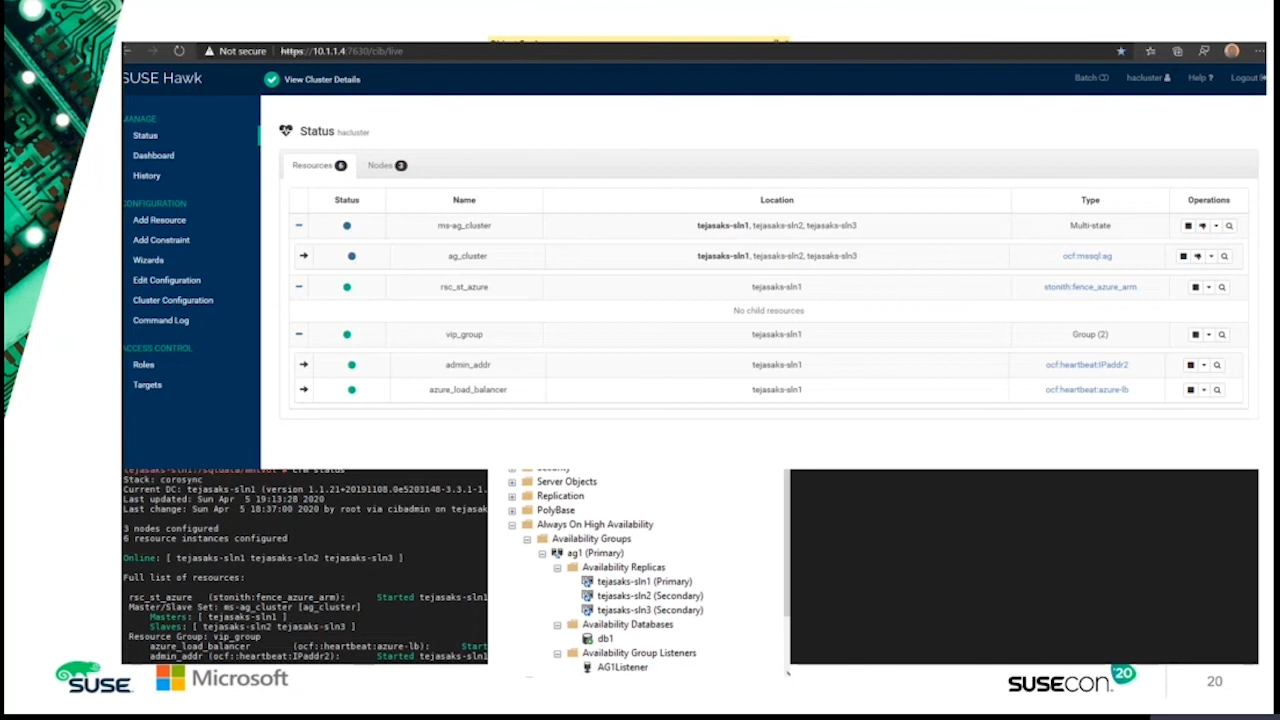 Not secure https://10.1.1.4:7630/cib/live
SUSE Hawk
View Cluster Details
Batch hacluster Help ? Logout
MANAGE
Status
Dashboard
History
CONFIGURATION
Add Resource
Add Constraint
Wizards
Edit Configuration
Cluster Configuration
Command Log
ACCESS CONTROL
Roles
Targets
Status hacluster
Resources 6 Nodes 3
Status Name Location Type Operations
ms-ag_cluster tejasaks-sln1, tejasaks-sln2, tejasaks-sln3 Multi-state
ag_cluster tejasaks-sln1, tejasaks-sln2, tejasaks-sln3 ocf:mssql:ag
rsc_st_azure tejasaks-sln1 stonith:fence_azure_arm
No child resources
vip_group tejasaks-sln1 Group (2)
admin_addr tejasaks-sln1 ocf:heartbeat:IPaddr2
azure_load_balancer tejasaks-sln1 ocf:heartbeat:azure-lb
Stack: corosync
Current DC: tejasaks-sln1 (version 1.1.21+20191108.0e5203148-3.3.1-1.
Last updated: Sun Apr 5 19:13:28 2020
Last change: Sun Apr 5 18:37:00 2020 by root via cibadmin on tejasak
3 nodes configured
6 resource instances configured
Online: [ tejasaks-sln1 tejasaks-sln2 tejasaks-sln3 ]
Full list of resources:
rsc_st_azure (stonith:fence_azure_arm): Started tejasaks-sln1
Master/Slave Set: ms-ag_cluster [ag_cluster]
Masters: [ tejasaks-sln1 ]
Slaves: [ tejasaks-sln2 tejasaks-sln3 ]
Resource Group: vip_group
azure_load_balancer (ocf::heartbeat:azure-lb): Start
admin_addr (ocf::heartbeat:IPaddr2): Started tejasaks-sln1
Security
Server Objects
Replication
PolyBase
Always On High Availability
Availability Groups
ag1 (Primary)
Availability Replicas
tejasaks-sln1 (Primary)
tejasaks-sln2 (Secondary)
tejasaks-sln3 (Secondary)
Availability Databases
db1
Availability Group Listeners
AG1Listener
SUSE
Microsoft
SUSECON.
'20
20